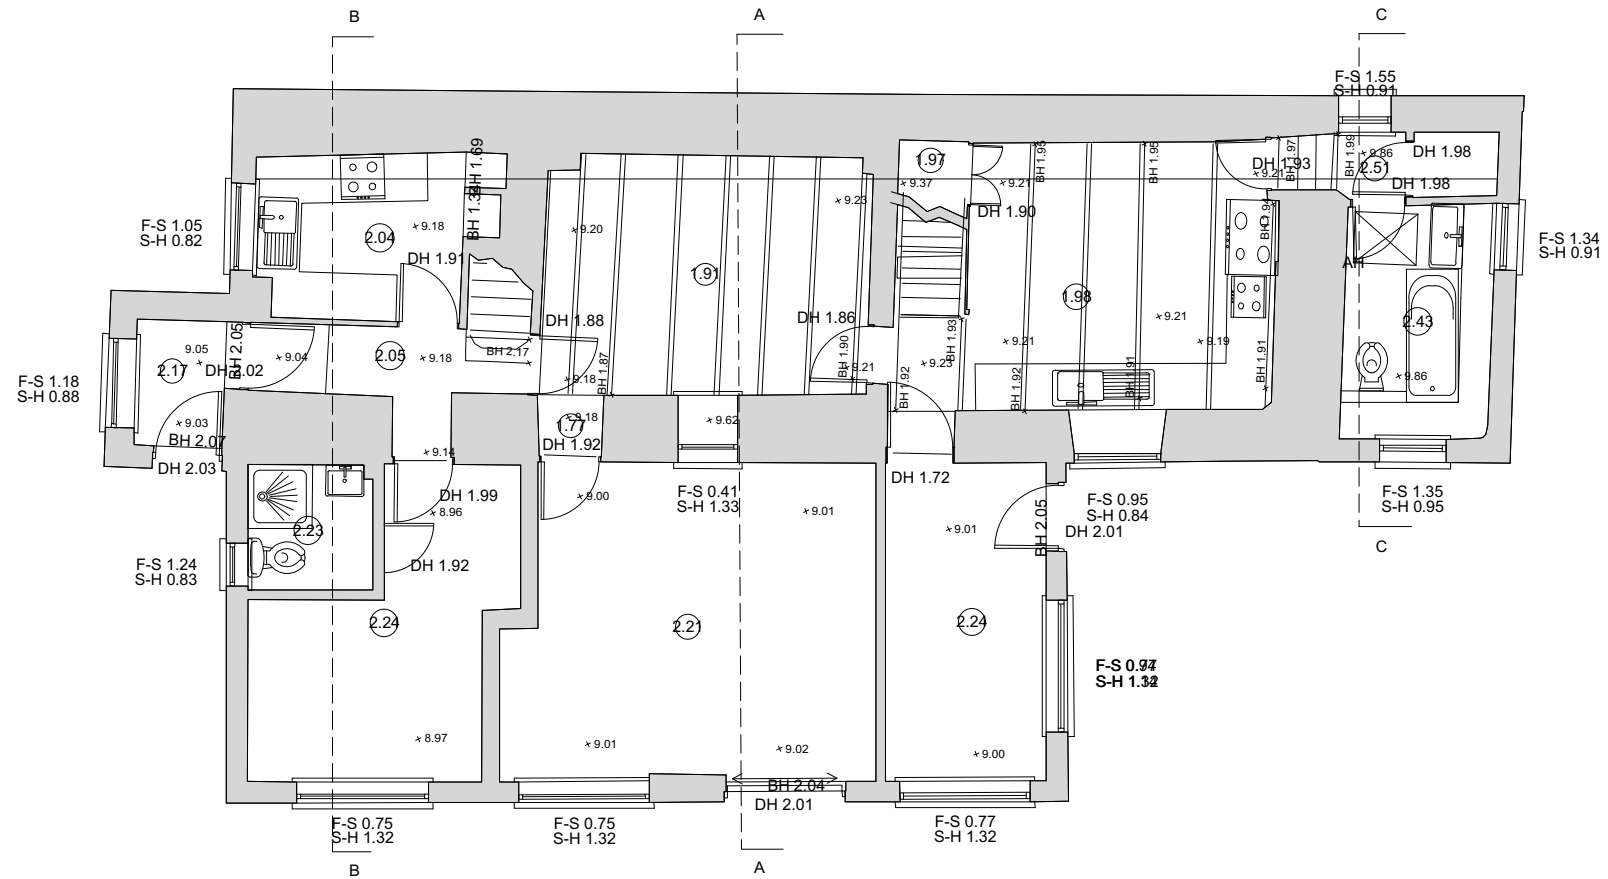 B
A
C
F-S 1.55
S-H 0.91
F-S 1.05
S-H 0.82
BH 1.69
2.04
9.18
DH 1.91
9.20
1.91
9.23
1.97
9.37
9.21
DH 1.90
BH 1.95
BH 1.95
DH 1.93
9.21
BH 1.97
BH 1.99
9.86
2.51
DH 1.98
DH 1.98
BH 1.94
F-S 1.34
S-H 0.91
1.98
2.43
9.86
9.05
2.17
DH 2.02
BH 2.05
9.04
2.05
9.18
BH 2.17
DH 1.88
9.18
BH 1.87
DH 1.86
BH 1.90
9.21
BH 1.92
9.23
BH 1.93
9.21
9.21
9.19
BH 1.92
BH 1.91
BH 1.91
F-S 1.18
S-H 0.88
9.03
BH 2.07
DH 2.03
9.18
1.77
DH 1.92
9.62
9.14
DH 1.99
8.96
9.00
F-S 0.41
S-H 1.33
9.01
DH 1.72
9.01
BH 2.05
DH 2.01
F-S 0.95
S-H 0.84
F-S 1.35
S-H 0.95
C
2.23
F-S 1.24
S-H 0.83
DH 1.92
2.24
2.21
2.24
8.97
9.01
9.02
9.00
BH 2.04
DH 2.01
F-S 0.75
S-H 1.32
F-S 0.75
S-H 1.32
F-S 0.77
S-H 1.32
B
A